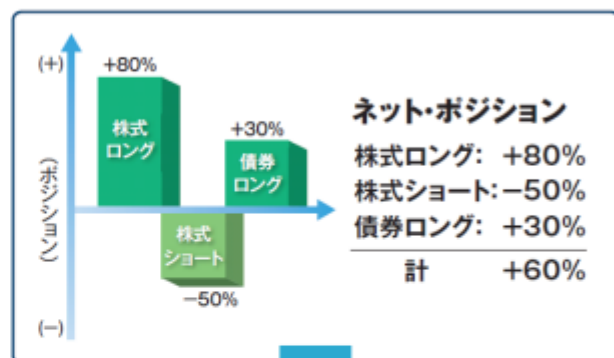 (+)
+80%
株式
ロング
+30%
債券
ロング
(ポジション)
株式
ショート
−50%
(−)
ネット・ポジション
株式ロング: +80%
株式ショート:−50%
債券ロング: +30%
計 +60%